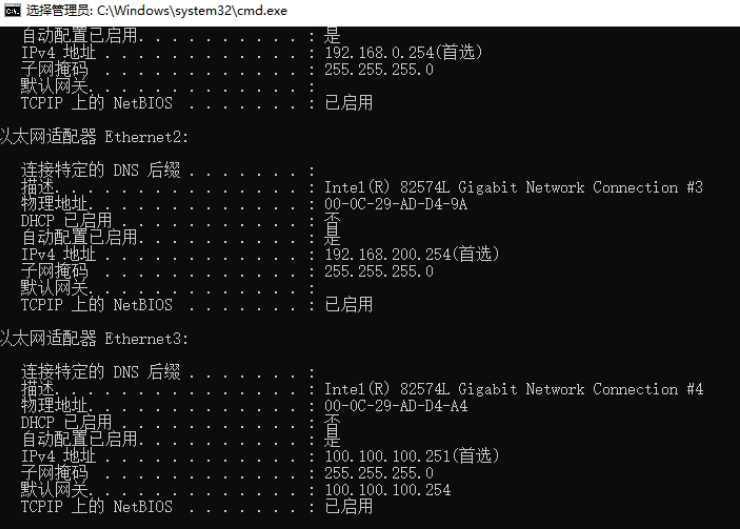 选择管理员: C:\Windows\system32\cmd.exe
自动配置已启用. . . . . . . . . . : 是
IPv4 地址 . . . . . . . . . . . . : 192.168.0.254(首选)
子网掩码 . . . . . . . . . . . . : 255.255.255.0
默认网关. . . . . . . . . . . . . :
TCPIP 上的 NetBIOS . . . . . . . : 已启用
以太网适配器 Ethernet2:
连接特定的 DNS 后缀 . . . . . . . :
描述. . . . . . . . . . . . . . . : Intel(R) 82574L Gigabit Network Connection #3
物理地址. . . . . . . . . . . . . : 00-0C-29-AD-D4-9A
DHCP 已启用 . . . . . . . . . . . : 否
自动配置已启用. . . . . . . . . . : 是
IPv4 地址 . . . . . . . . . . . . : 192.168.200.254(首选)
子网掩码 . . . . . . . . . . . . : 255.255.255.0
默认网关. . . . . . . . . . . . . :
TCPIP 上的 NetBIOS . . . . . . . : 已启用
以太网适配器 Ethernet3:
连接特定的 DNS 后缀 . . . . . . . :
描述. . . . . . . . . . . . . . . : Intel(R) 82574L Gigabit Network Connection #4
物理地址. . . . . . . . . . . . . : 00-0C-29-AD-D4-A4
DHCP 已启用 . . . . . . . . . . . : 否
自动配置已启用. . . . . . . . . . : 是
IPv4 地址 . . . . . . . . . . . . : 100.100.100.251(首选)
子网掩码 . . . . . . . . . . . . : 255.255.255.0
默认网关. . . . . . . . . . . . . : 100.100.100.254
TCPIP 上的 NetBIOS . . . . . . . : 已启用